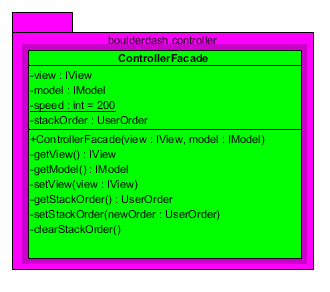 boulderdash.controller
ControllerFacade
-view : IView
-model : IModel
-speed : int = 200
-stackOrder : UserOrder
+ControllerFacade(view : IView, model : IModel)
-getView() : IView
-getModel() : IModel
-setView(view : IView)
-getStackOrder() : UserOrder
-setStackOrder(newOrder : UserOrder)
-clearStackOrder()